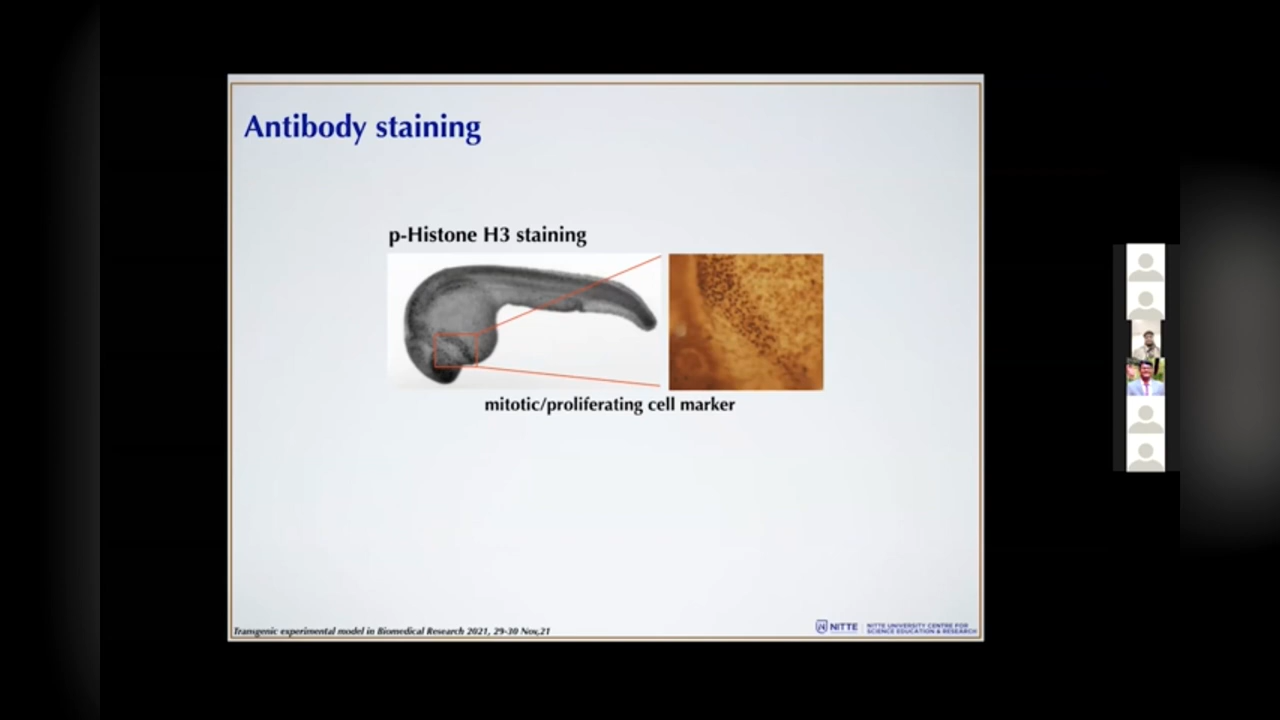 Antibody staining
p-Histone H3 staining
mitotic/proliferating cell marker
Transgenic experimental model in Biomedical Research 2021, 29-30 Nov,21
NITTE
NITTE UNIVERSITY CENTRE FOR
SCIENCE EDUCATION & RESEARCH